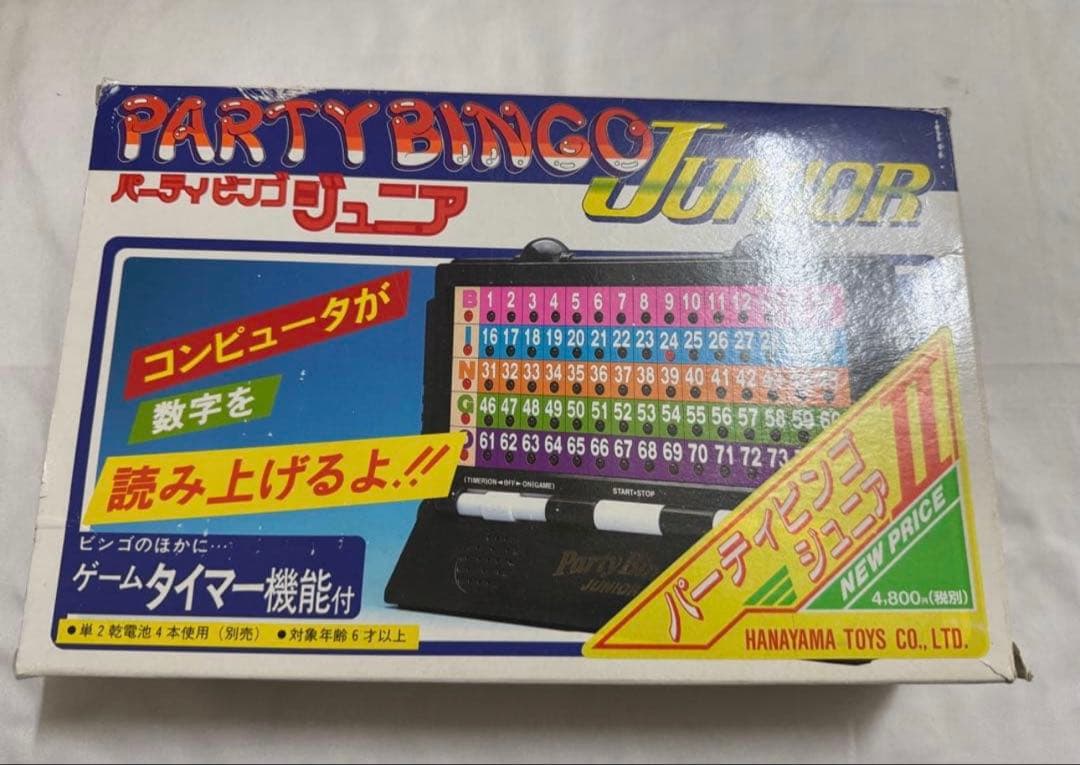 PARTY BINGO JUNIOR
パーティビンゴ ジュニア
コンピュータが
数字を
読み上げるよ!!
B 1 2 3 4 5 6 7 8 9 10 11 12
I 16 17 18 19 20 21 22 23 24 25 26 27
N 31 32 33 34 35 36 37 38 39 40 41 42
G 46 47 48 49 50 51 52 53 54 55 56 57 58 59 60
61 62 63 64 65 66 67 68 69 70 71 72 73
(TIMER)ON◄OFF►ON(GAME)
START•STOP
Party Bi
JUNIOR
ビンゴのほかに…
ゲームタイマー機能付
●単2乾電池4本使用(別売) ●対象年齢6才以上
パーティビンゴ
ジュニア II
NEW PRICE
4,800円(税別)
HANAYAMA TOYS CO., LTD.